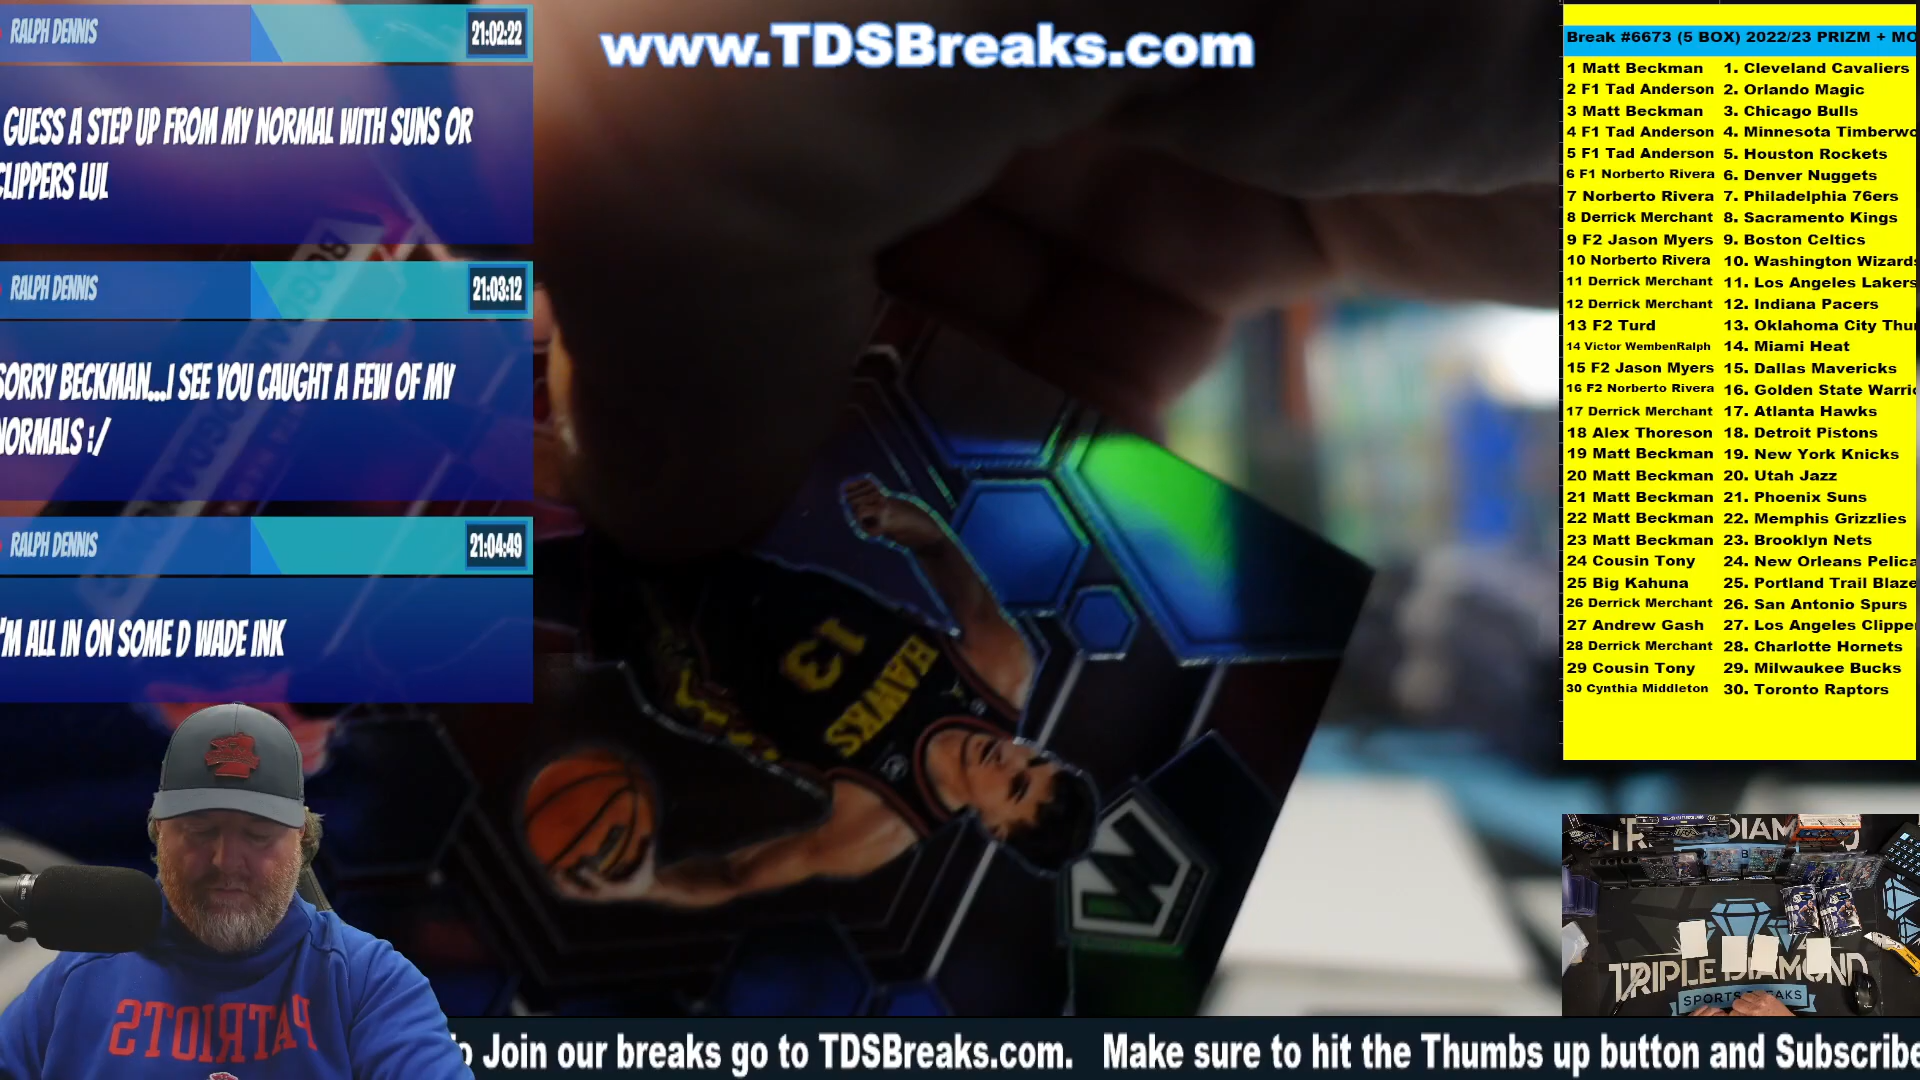 RALPH DENNIS 21:02:22
GUESS A STEP UP FROM MY NORMAL WITH SUNS OR
CLIPPERS LUL
RALPH DENNIS 21:03:12
SORRY BECKMAN...I SEE YOU CAUGHT A FEW OF MY
NORMALS :/
RALPH DENNIS 21:04:49
'M ALL IN ON SOME D WADE INK
www.TDSBreaks.com
BOGDAN
HAWKS
13
M
PATRIOTS
Break #6673 (5 BOX) 2022/23 PRIZM + MO
1 Matt Beckman 1. Cleveland Cavaliers
2 F1 Tad Anderson 2. Orlando Magic
3 Matt Beckman 3. Chicago Bulls
4 F1 Tad Anderson 4. Minnesota Timberwo
5 F1 Tad Anderson 5. Houston Rockets
6 F1 Norberto Rivera 6. Denver Nuggets
7 Norberto Rivera 7. Philadelphia 76ers
8 Derrick Merchant 8. Sacramento Kings
9 F2 Jason Myers 9. Boston Celtics
10 Norberto Rivera 10. Washington Wizards
11 Derrick Merchant 11. Los Angeles Lakers
12 Derrick Merchant 12. Indiana Pacers
13 F2 Turd 13. Oklahoma City Thu
14 Victor WembenRalph 14. Miami Heat
15 F2 Jason Myers 15. Dallas Mavericks
16 F2 Norberto Rivera 16. Golden State Warri
17 Derrick Merchant 17. Atlanta Hawks
18 Alex Thoreson 18. Detroit Pistons
19 Matt Beckman 19. New York Knicks
20 Matt Beckman 20. Utah Jazz
21 Matt Beckman 21. Phoenix Suns
22 Matt Beckman 22. Memphis Grizzlies
23 Matt Beckman 23. Brooklyn Nets
24 Cousin Tony 24. New Orleans Pelica
25 Big Kahuna 25. Portland Trail Blaze
26 Derrick Merchant 26. San Antonio Spurs
27 Andrew Gash 27. Los Angeles Clippe
28 Derrick Merchant 28. Charlotte Hornets
29 Cousin Tony 29. Milwaukee Bucks
30 Cynthia Middleton 30. Toronto Raptors
TRIPLE DIAM
TRIPLE DIAMOND
SPORTS BREAKS
o Join our breaks go to TDSBreaks.com. Make sure to hit the Thumbs up button and Subscribe